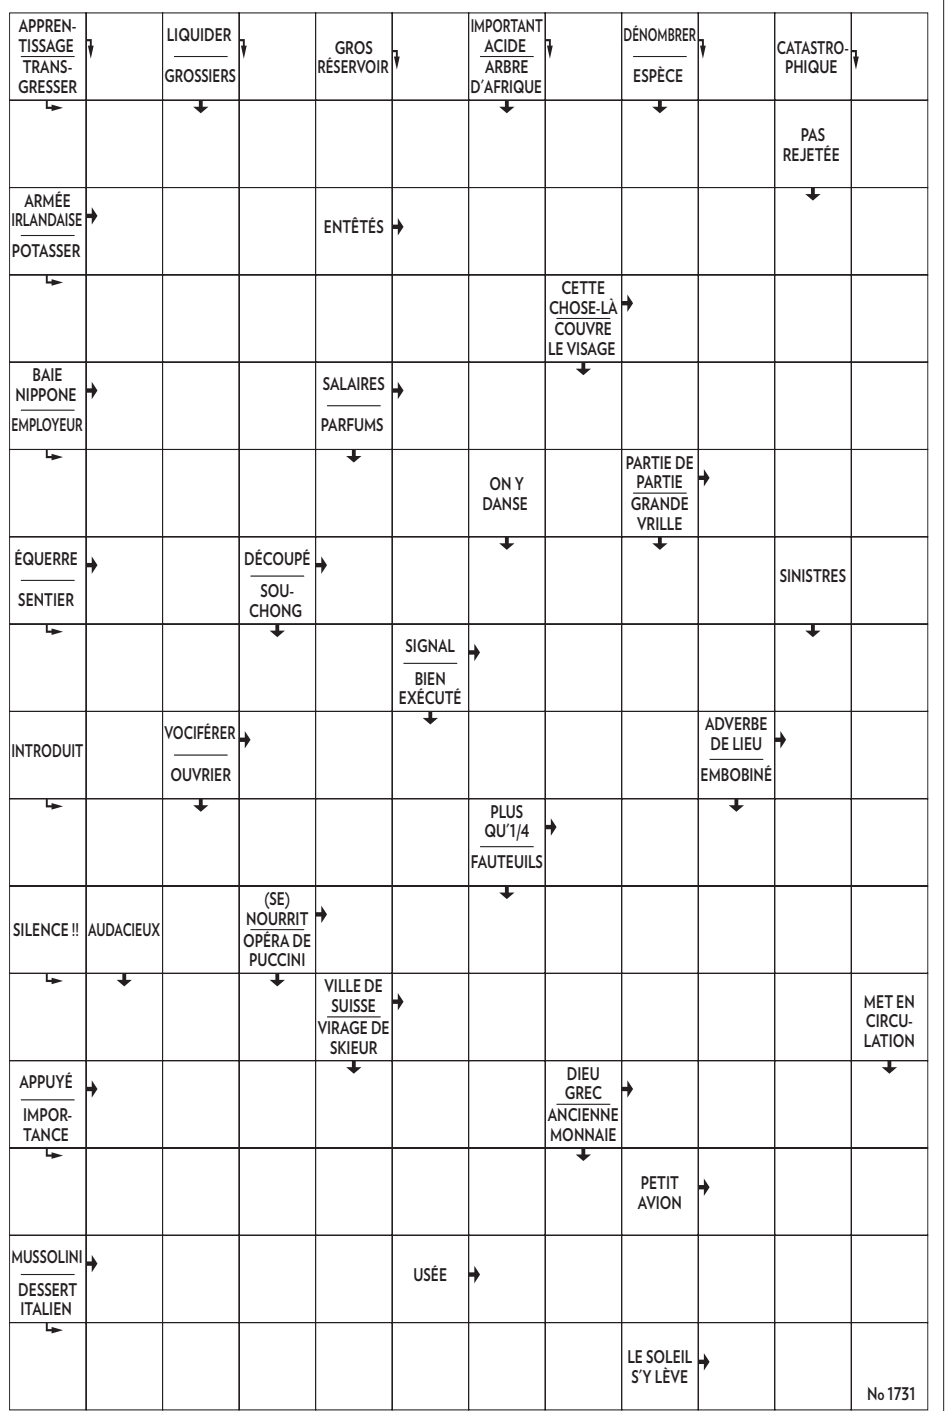 APPREN-
TISSAGE
TRANS-
GRESSER
LIQUIDER
GROSSIERS
GROS
RÉSERVOIR
IMPORTANT
ACIDE
ARBRE
D'AFRIQUE
DÉNOMBRER
ESPÈCE
CATASTRO-
PHIQUE
PAS
REJETÉE
ARMÉE
IRLANDAISE
POTASSER
ENTÊTÉS
CETTE
CHOSE-LÀ
COUVRE
LE VISAGE
BAIE
NIPPONE
EMPLOYEUR
SALAIRES
PARFUMS
ON Y
DANSE
PARTIE DE
PARTIE
GRANDE
VRILLE
ÉQUERRE
SENTIER
DÉCOUPÉ
SOU-
CHONG
SINISTRES
SIGNAL
BIEN
EXÉCUTÉ
INTRODUIT
VOCIFÉRER
OUVRIER
ADVERBE
DE LIEU
EMBOBINÉ
PLUS
QU'1/4
FAUTEUILS
SILENCE !!
AUDACIEUX
(SE)
NOURRIT
OPÉRA DE
PUCCINI
VILLE DE
SUISSE
VIRAGE DE
SKIEUR
MET EN
CIRCU-
LATION
APPUYÉ
IMPOR-
TANCE
DIEU
GREC
ANCIENNE
MONNAIE
PETIT
AVION
MUSSOLINI
DESSERT
ITALIEN
USÉE
LE SOLEIL
S'Y LÈVE
No 1731